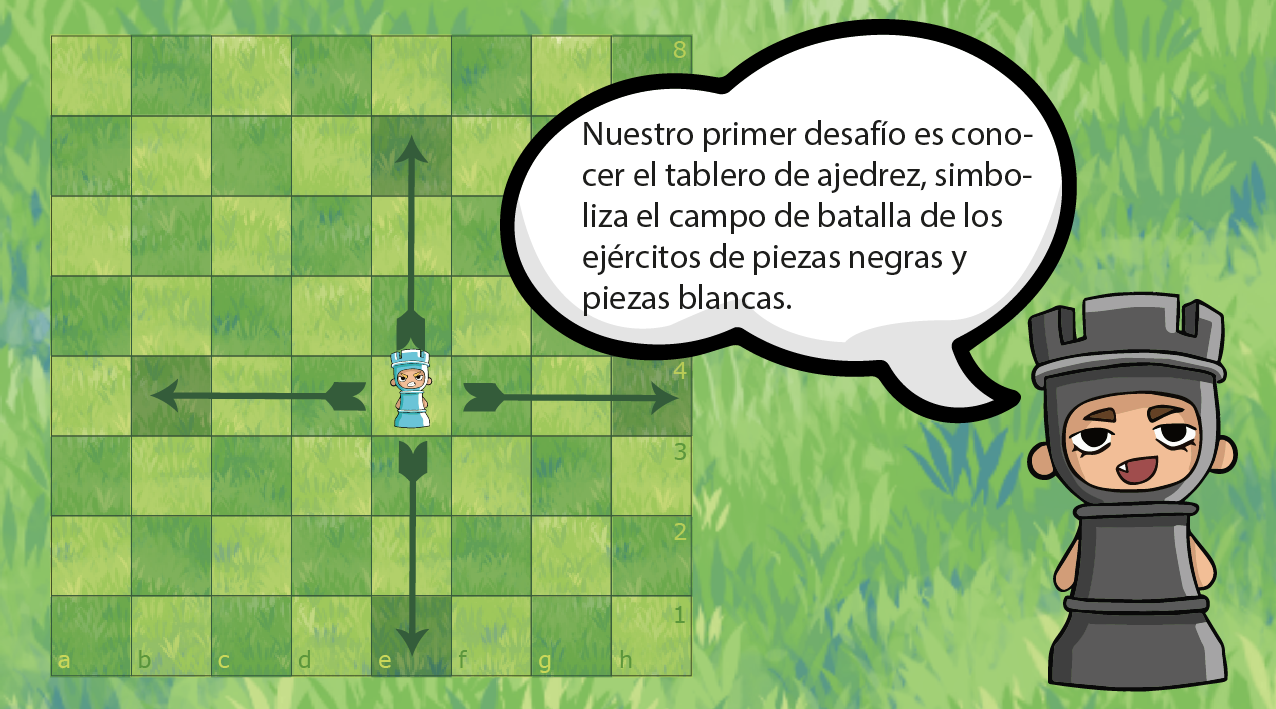 8
Nuestro primer desafío es cono-
cer el tablero de ajedrez, simbo-
liza el campo de batalla de los
ejércitos de piezas negras y
piezas blancas.
4
3
2
1
a b c d e f g h